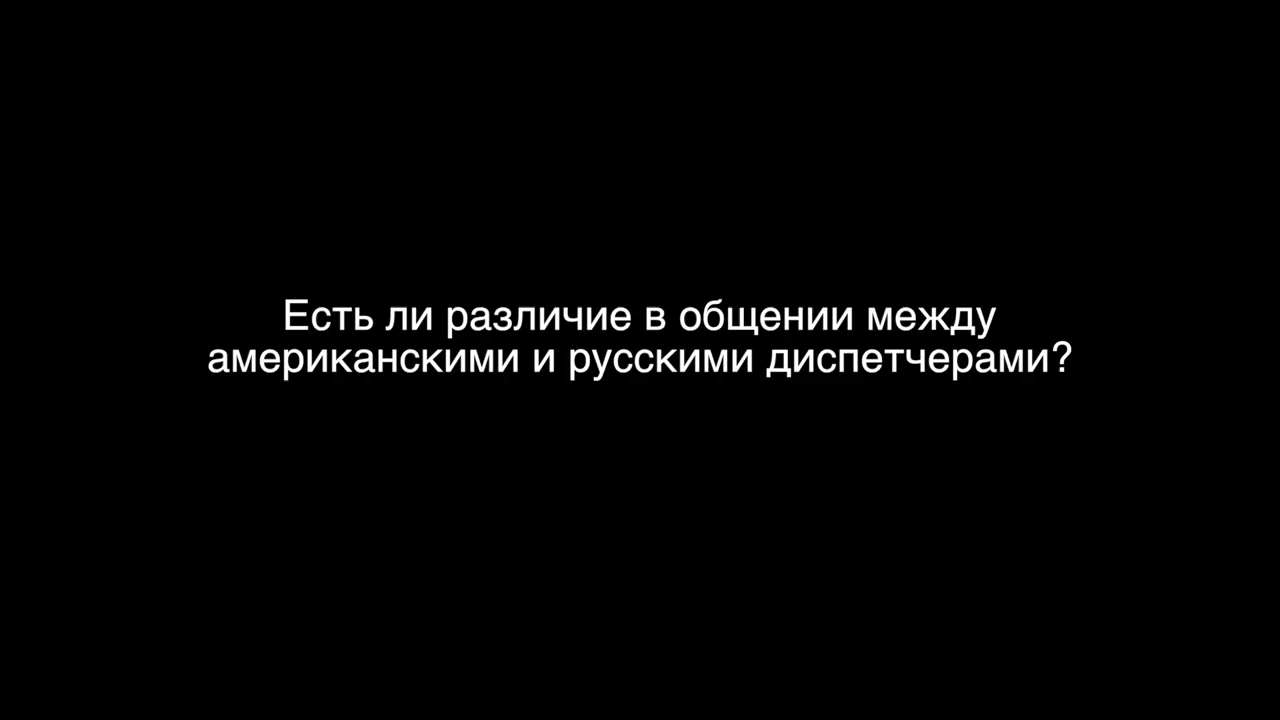 Есть ли различие в общении между
американскими и русскими диспетчерами?